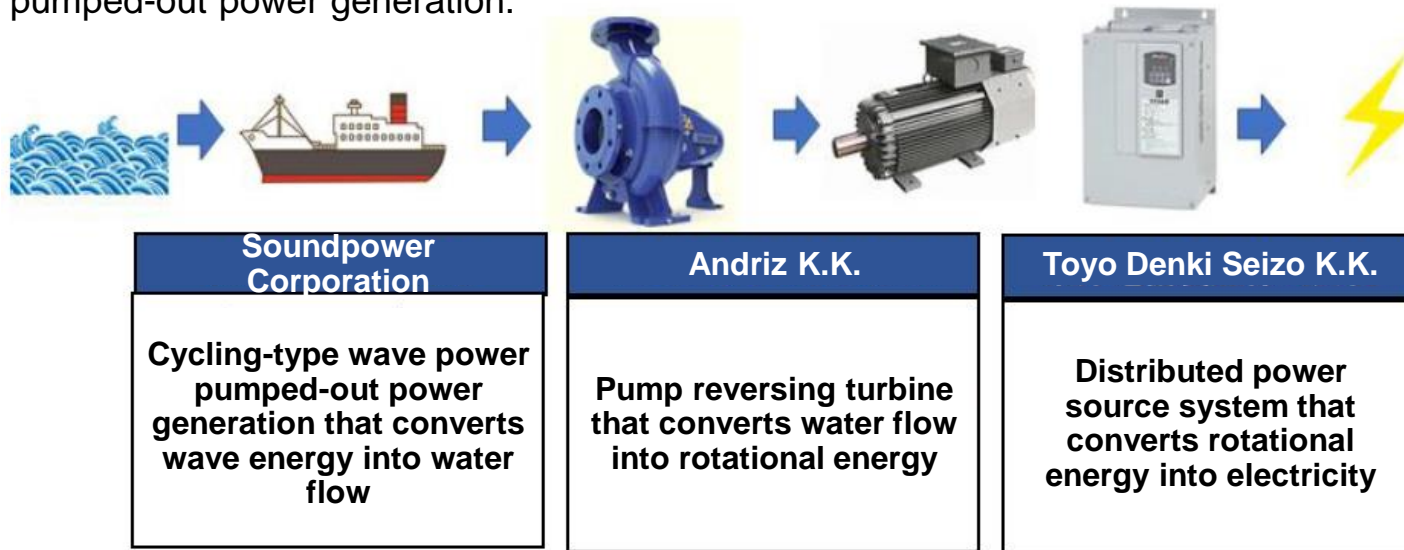 pumped-out power generation.
Soundpower
Corporation
Andriz K.K.
Toyo Denki Seizo K.K.
Cycling-type wave power
pumped-out power
generation that converts
wave energy into water
flow
Pump reversing turbine
that converts water flow
into rotational energy
Distributed power
source system that
converts rotational
energy into electricity